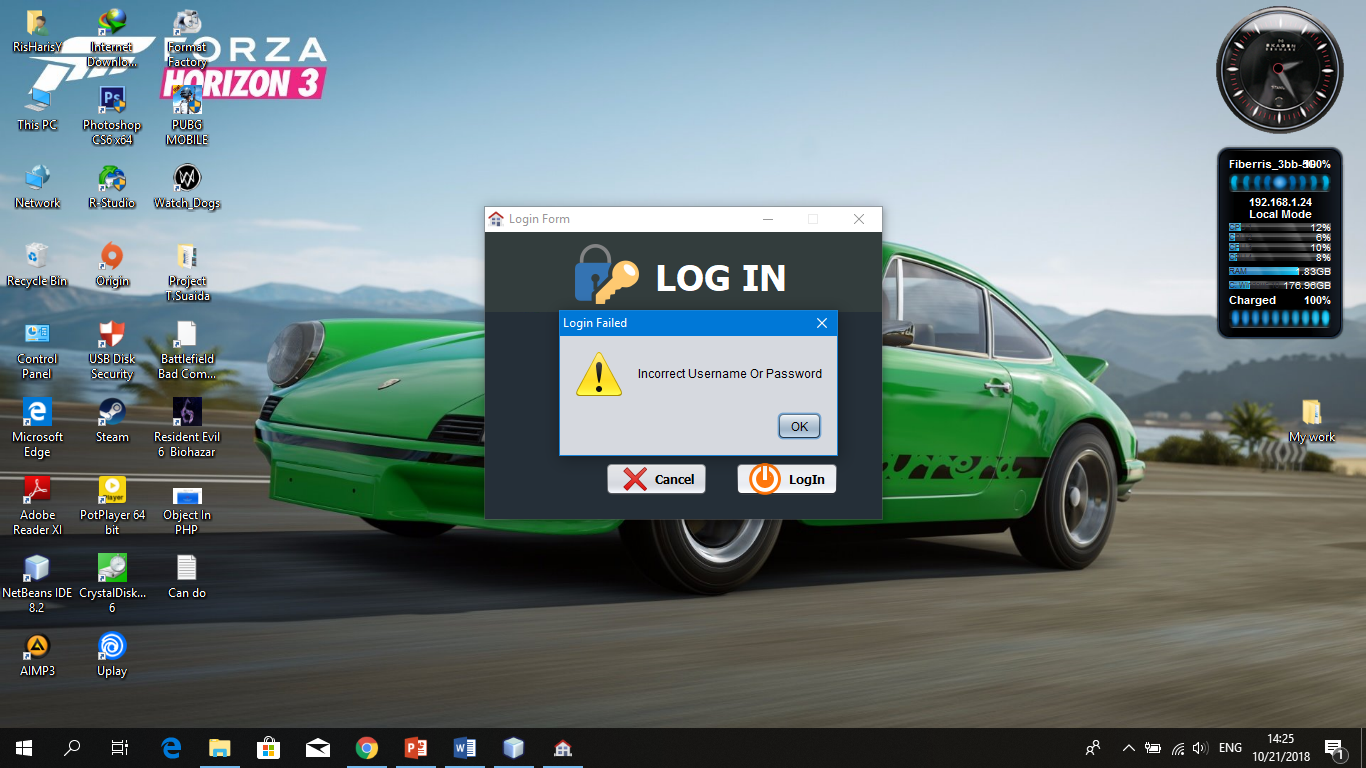 FORZA
HORIZON 3
RisHarisY
Internet
Downlo...
Format
Factory
This PC
Photoshop
CS6 x64
PUBG
MOBILE
Network
R-Studio
Watch_Dogs
Recycle Bin
Origin
Project
T.Suaida
Control
Panel
USB Disk
Security
Battlefield
Bad Com...
Microsoft
Edge
Steam
Resident Evil
6 Biohazar
Adobe
Reader XI
PotPlayer 64
bit
Object In
PHP
NetBeans IDE
8.2
CrystalDisk...
6
Can do
AIMP3
Uplay
Login Form
LOG IN
Login Failed
Incorrect Username Or Password
OK
Cancel
LogIn
SKAGEN
DENMARK
Fiberris_3bb-
100%
192.168.1.24
Local Mode
12%
6%
10%
8%
RAM 1.83GB
176.96GB
Charged 100%
My work
ENG
14:25
10/21/2018
1